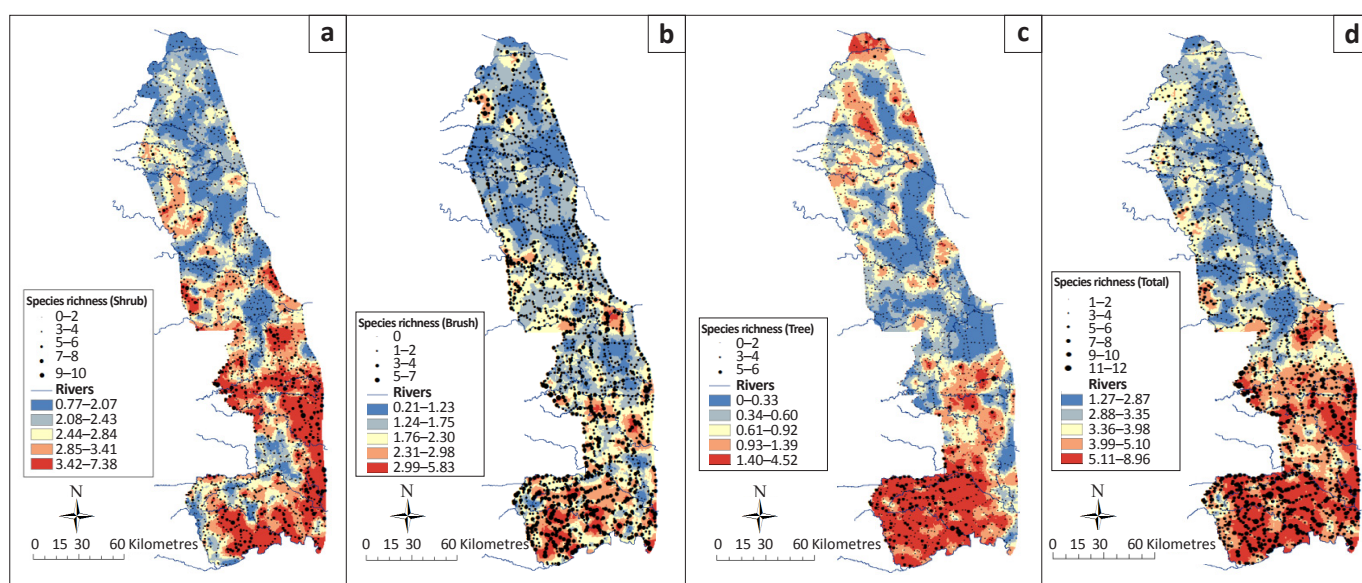 a
Species richness (Shrub)
0–2
3–4
5–6
7–8
9–10
Rivers
0.77–2.07
2.08–2.43
2.44–2.84
2.85–3.41
3.42–7.38
N
0 15 30 60 Kilometres
b
Species richness (Brush)
0
1–2
3–4
5–7
Rivers
0.21–1.23
1.24–1.75
1.76–2.30
2.31–2.98
2.99–5.83
N
0 15 30 60 Kilometres
c
Species richness (Tree)
0–2
3–4
5–6
Rivers
0–0.33
0.34–0.60
0.61–0.92
0.93–1.39
1.40–4.52
N
0 15 30 60 Kilometres
d
Species richness (Total)
1–2
3–4
5–6
7–8
9–10
11–12
Rivers
1.27–2.87
2.88–3.35
3.36–3.98
3.99–5.10
5.11–8.96
N
0 15 30 60 Kilometres